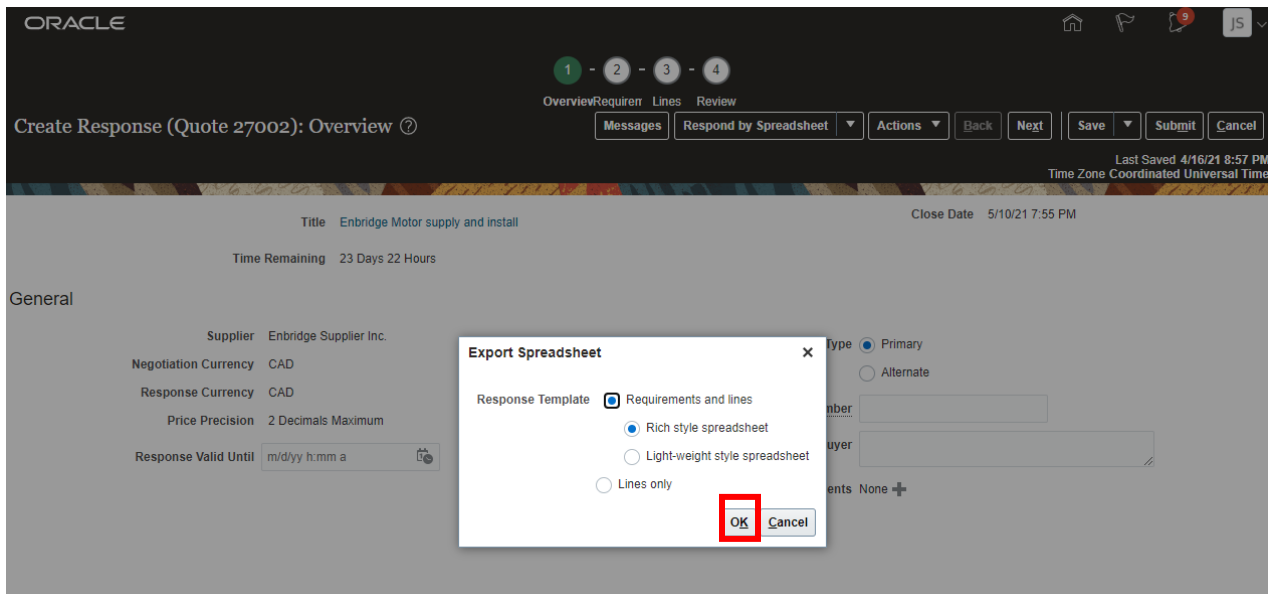 ORACLE
9
JS
1 - 2 - 3 - 4
Overview Requirem Lines Review
Create Response (Quote 27002): Overview ?
Messages Respond by Spreadsheet Actions Back Next Save Submit Cancel
Last Saved 4/16/21 8:57 PM
Time Zone Coordinated Universal Time
Title Enbridge Motor supply and install
Close Date 5/10/21 7:55 PM
Time Remaining 23 Days 22 Hours
General
Supplier Enbridge Supplier Inc.
Negotiation Currency CAD
Response Currency CAD
Price Precision 2 Decimals Maximum
Response Valid Until m/d/yy h:mm a
Export Spreadsheet
Response Template Requirements and lines
Rich style spreadsheet
Light-weight style spreadsheet
Lines only
OK Cancel
Type Primary
Alternate
mber
uyer
ents None